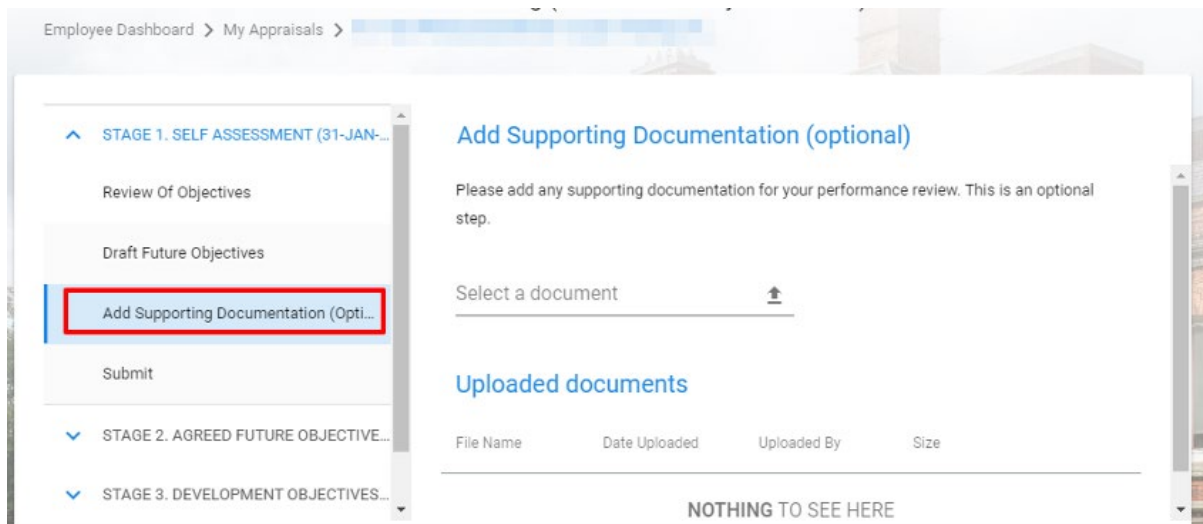 Employee Dashboard > My Appraisals >
STAGE 1. SELF ASSESSMENT (31-JAN-...
Review Of Objectives
Draft Future Objectives
Add Supporting Documentation (Opti...
Submit
STAGE 2. AGREED FUTURE OBJECTIVE...
STAGE 3. DEVELOPMENT OBJECTIVES...
Add Supporting Documentation (optional)
Please add any supporting documentation for your performance review. This is an optional
step.
Select a document
Uploaded documents
File Name Date Uploaded Uploaded By Size
NOTHING TO SEE HERE